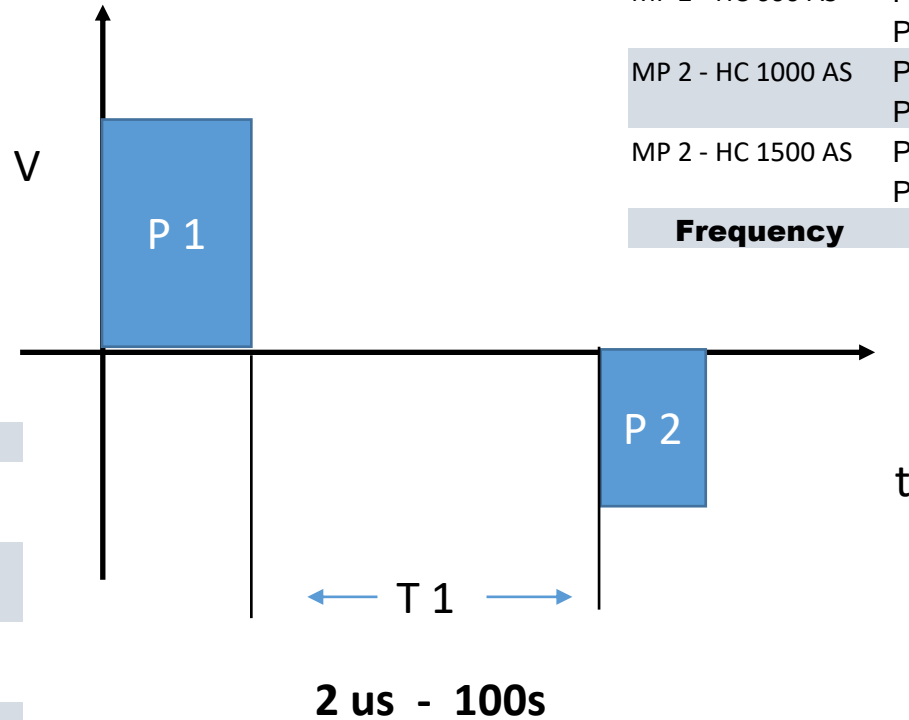 P
MP 2 - HC 1000 AS P
P
MP 2 - HC 1500 AS P
P
Frequency
V
P 1
P 2
t
T 1
2 us - 100s